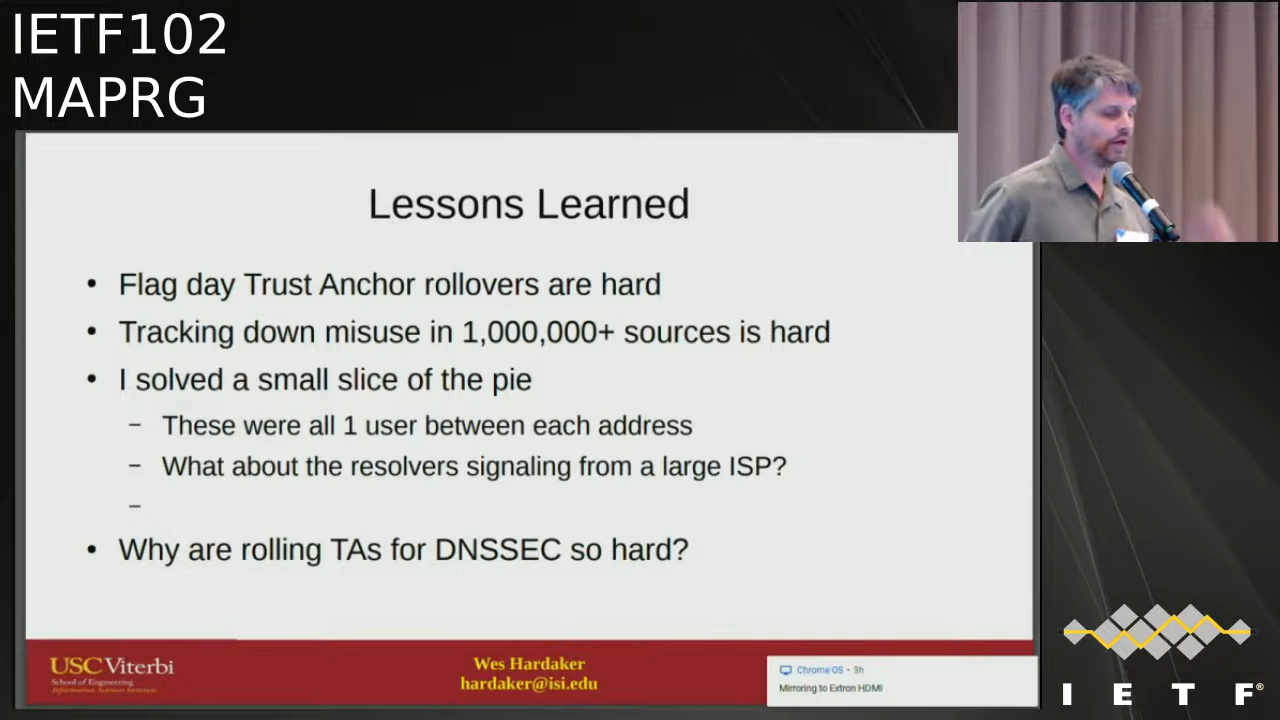 IETF102
MAPRG
Lessons Learned
• Flag day Trust Anchor rollovers are hard
• Tracking down misuse in 1,000,000+ sources is hard
• I solved a small slice of the pie
– These were all 1 user between each address
– What about the resolvers signaling from a large ISP?
–
• Why are rolling TAs for DNSSEC so hard?
USC Viterbi
School of Engineering
Information Sciences Institute
Wes Hardaker
hardaker@isi.edu
Chrome OS • 3h
Mirroring to Extron HDMI
I E T F®